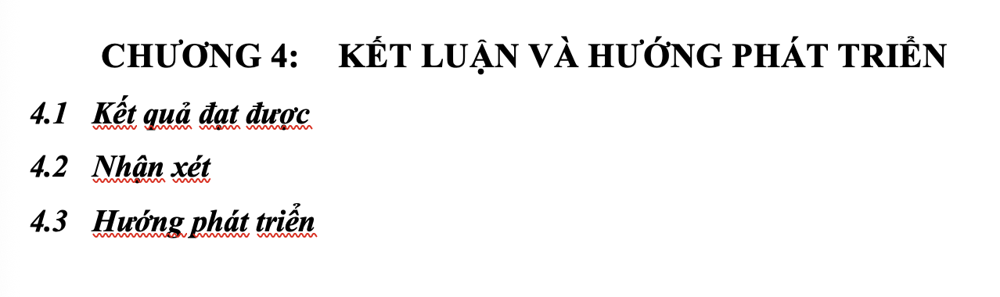 CHƯƠNG 4: KẾT LUẬN VÀ HƯỚNG PHÁT TRIỂN
4.1 Kết quả đạt được
4.2 Nhận xét
4.3 Hướng phát triển